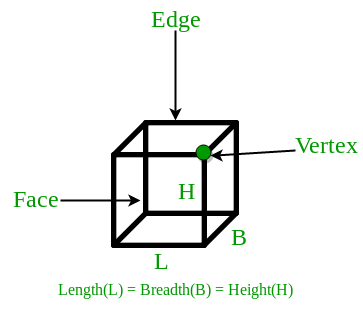 Edge
Vertex
H
Face
B
L
Length(L) = Breadth(B) = Height(H)